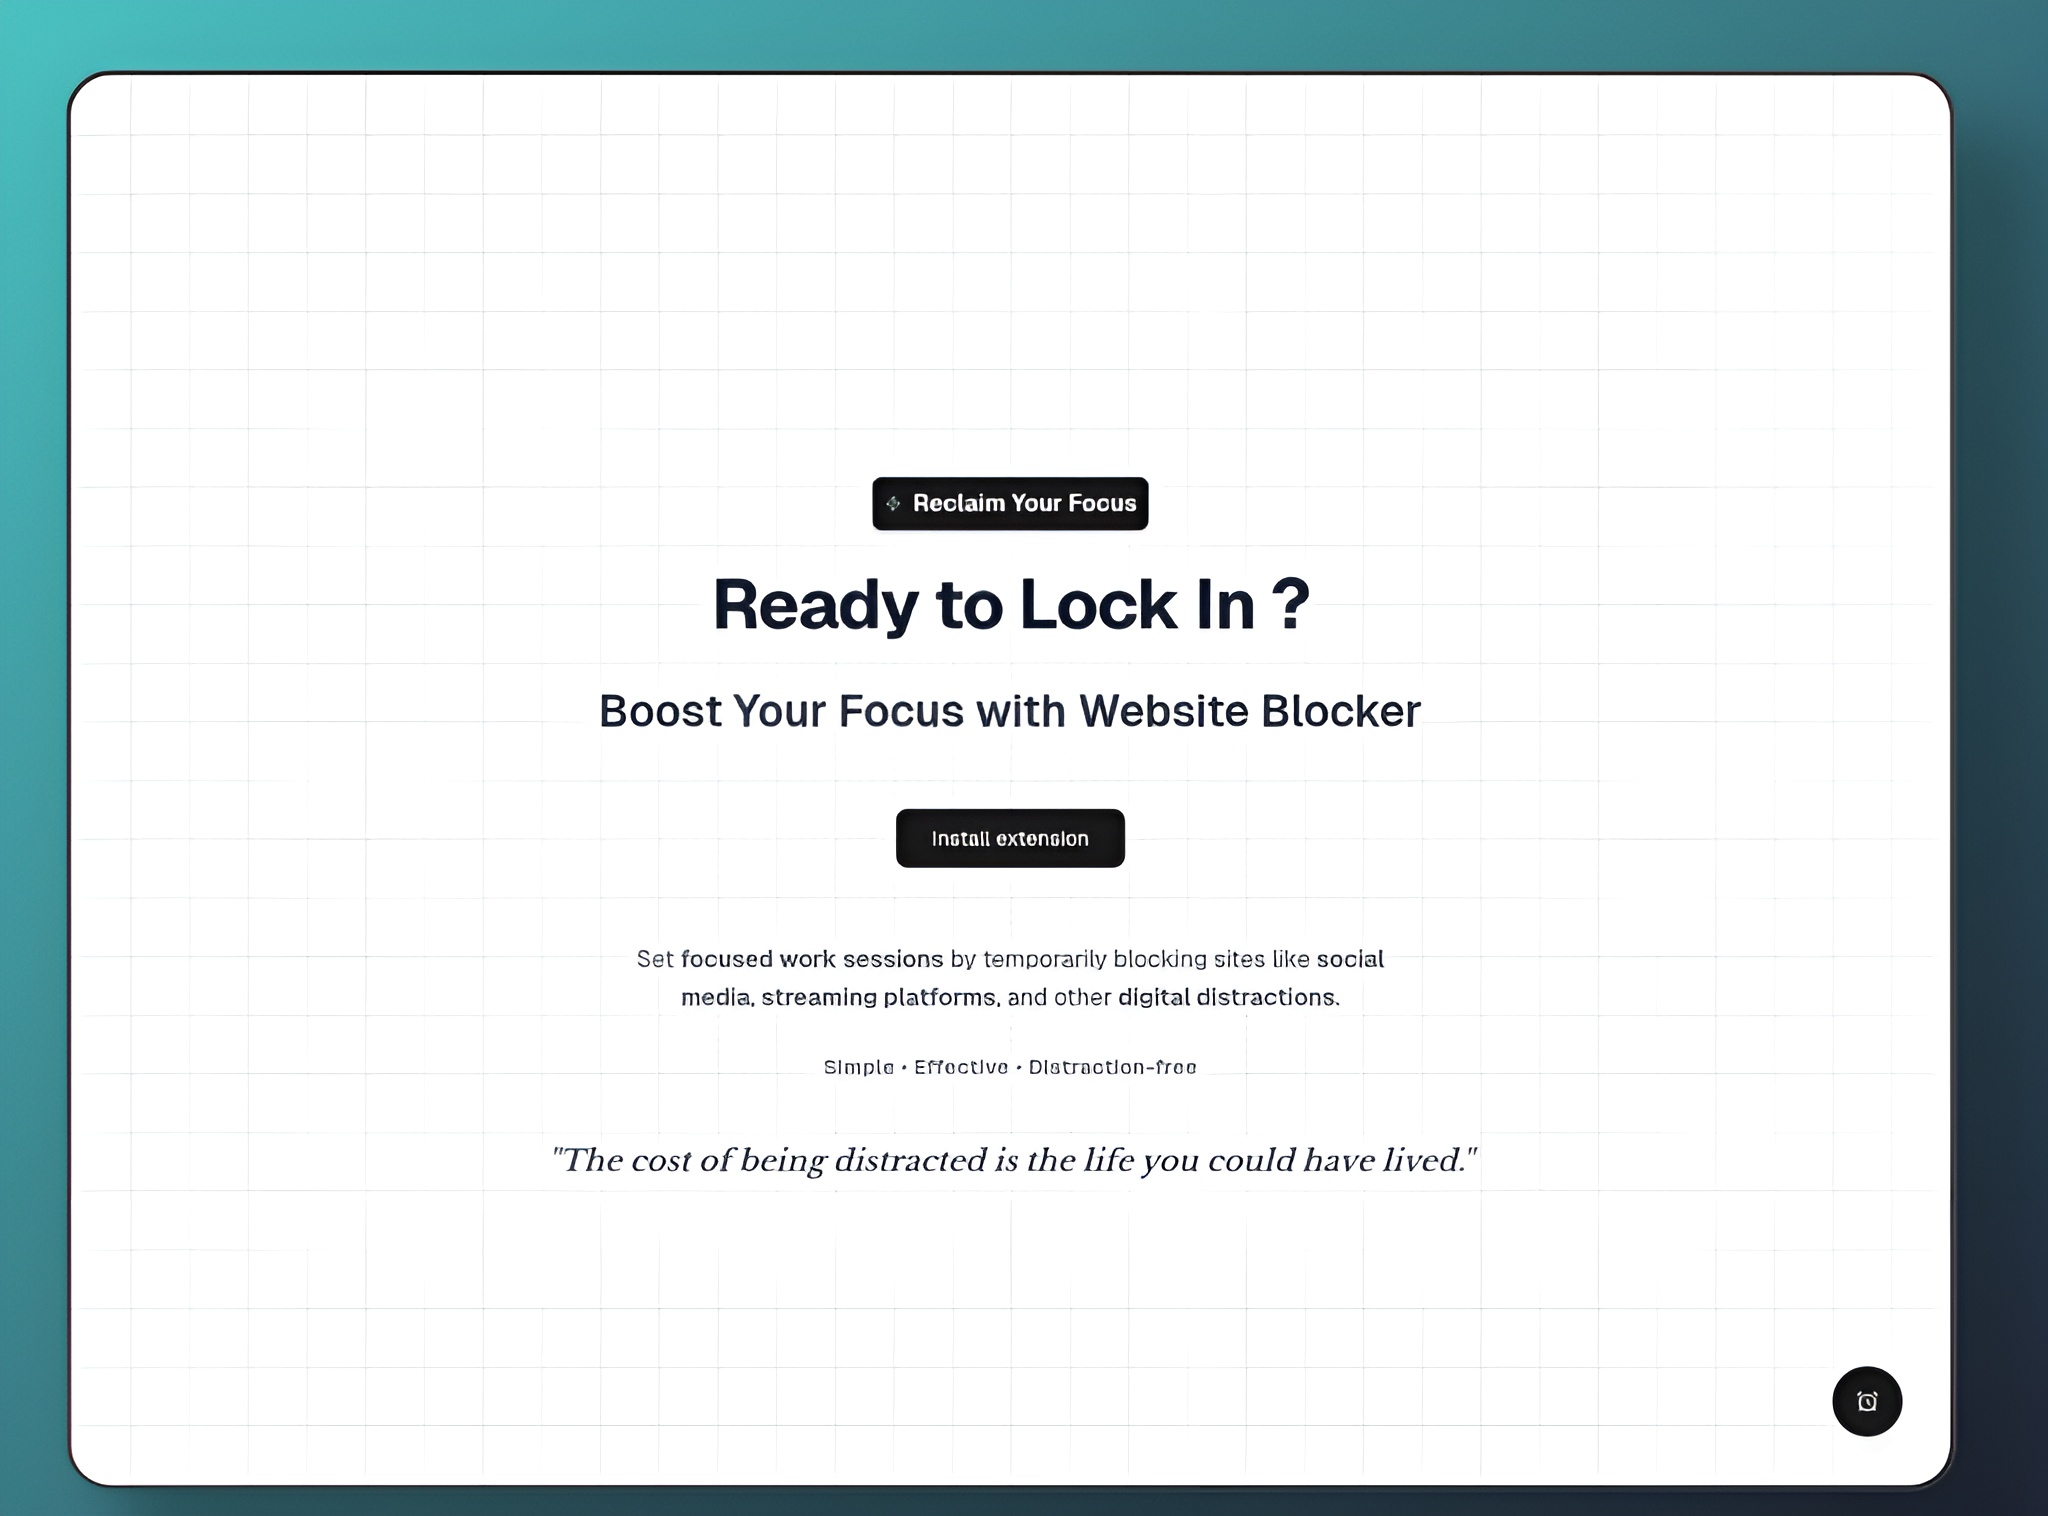 Reclaim Your Focus
Ready to Lock In ?
Boost Your Focus with Website Blocker
Install extension
Set focused work sessions by temporarily blocking sites like social
media, streaming platforms, and other digital distractions.
Simple • Effective • Distraction-free
"The cost of being distracted is the life you could have lived."